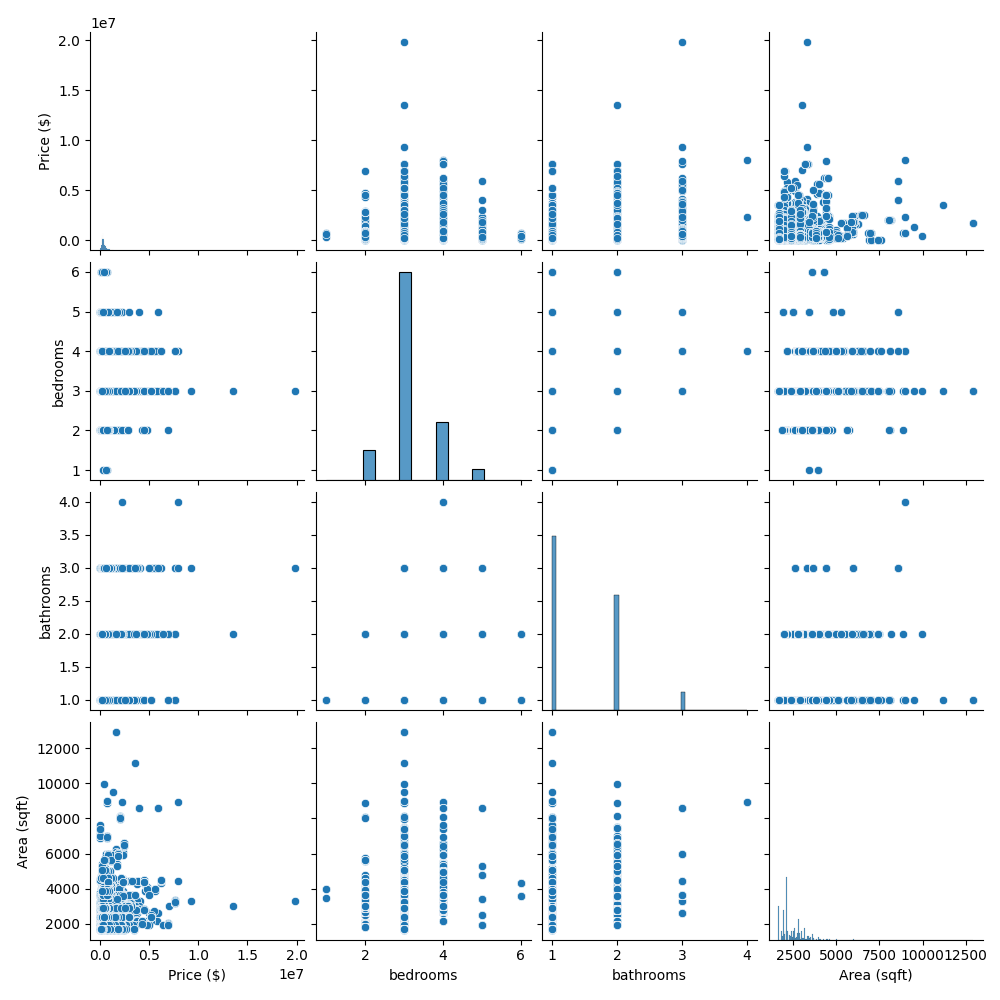 1e7
2.0
1.5
1.0
0.5
0.0
Price ($)
6
5
4
3
2
1
bedrooms
4.0
3.5
3.0
2.5
2.0
1.5
1.0
bathrooms
12000
10000
8000
6000
4000
2000
Area (sqft)
0.0 0.5 1.0 1.5 2.0
1e7
Price ($)
2 4 6
bedrooms
1 2 3 4
bathrooms
2500 5000 7500 10000 12500
Area (sqft)